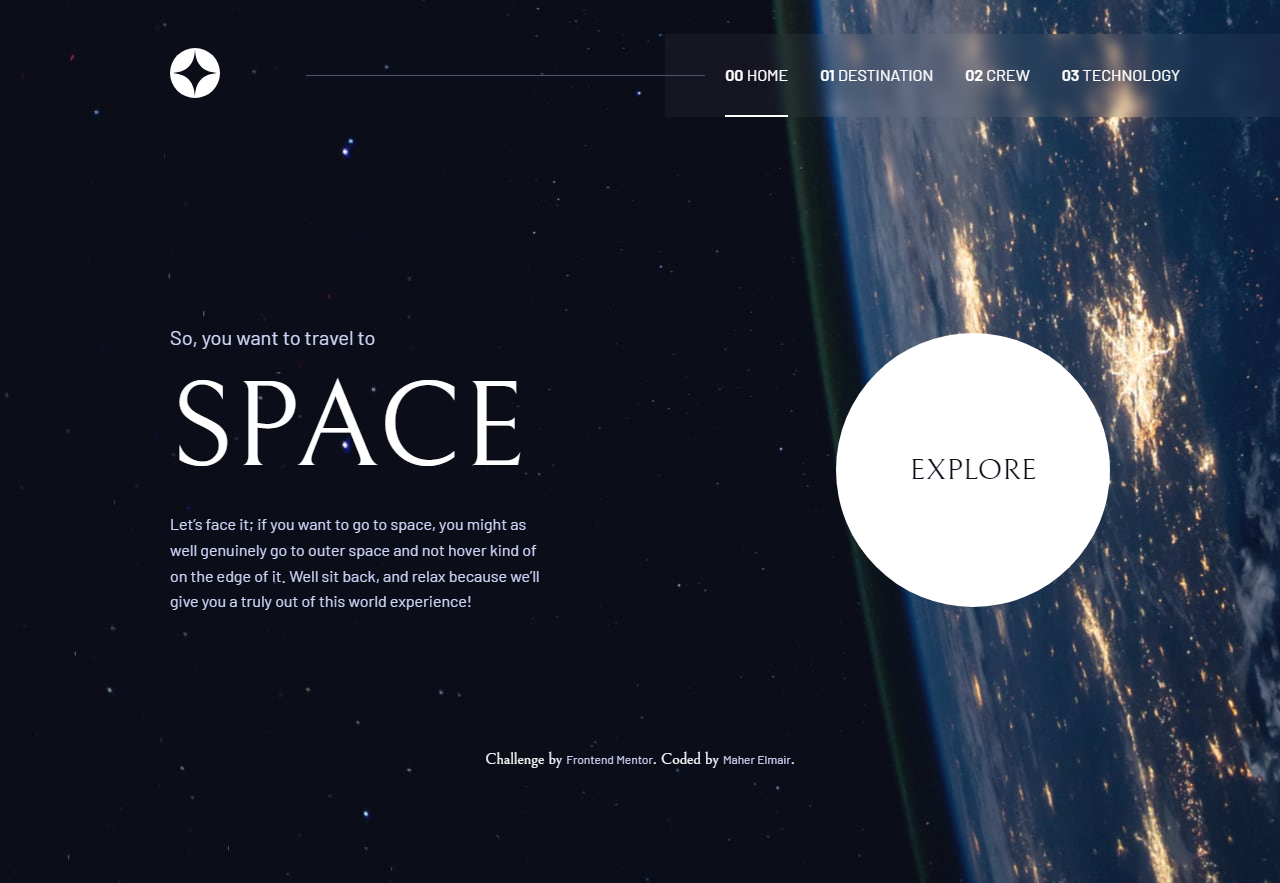 00 HOME 01 DESTINATION 02 CREW 03 TECHNOLOGY
So, you want to travel to
SPACE
Let’s face it; if you want to go to space, you might as
well genuinely go to outer space and not hover kind of
on the edge of it. Well sit back, and relax because we’ll
give you a truly out of this world experience!
EXPLORE
Challenge by Frontend Mentor. Coded by Maher Elmair.